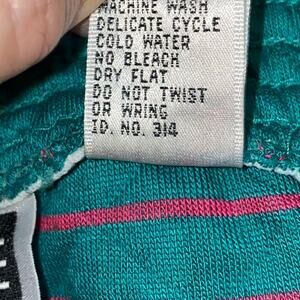 MACHINE WASH
DELICATE CYCLE
COLD WATER
NO BLEACH
DRY FLAT
DO NOT TWIST
OR WRING
ID. NO. 314